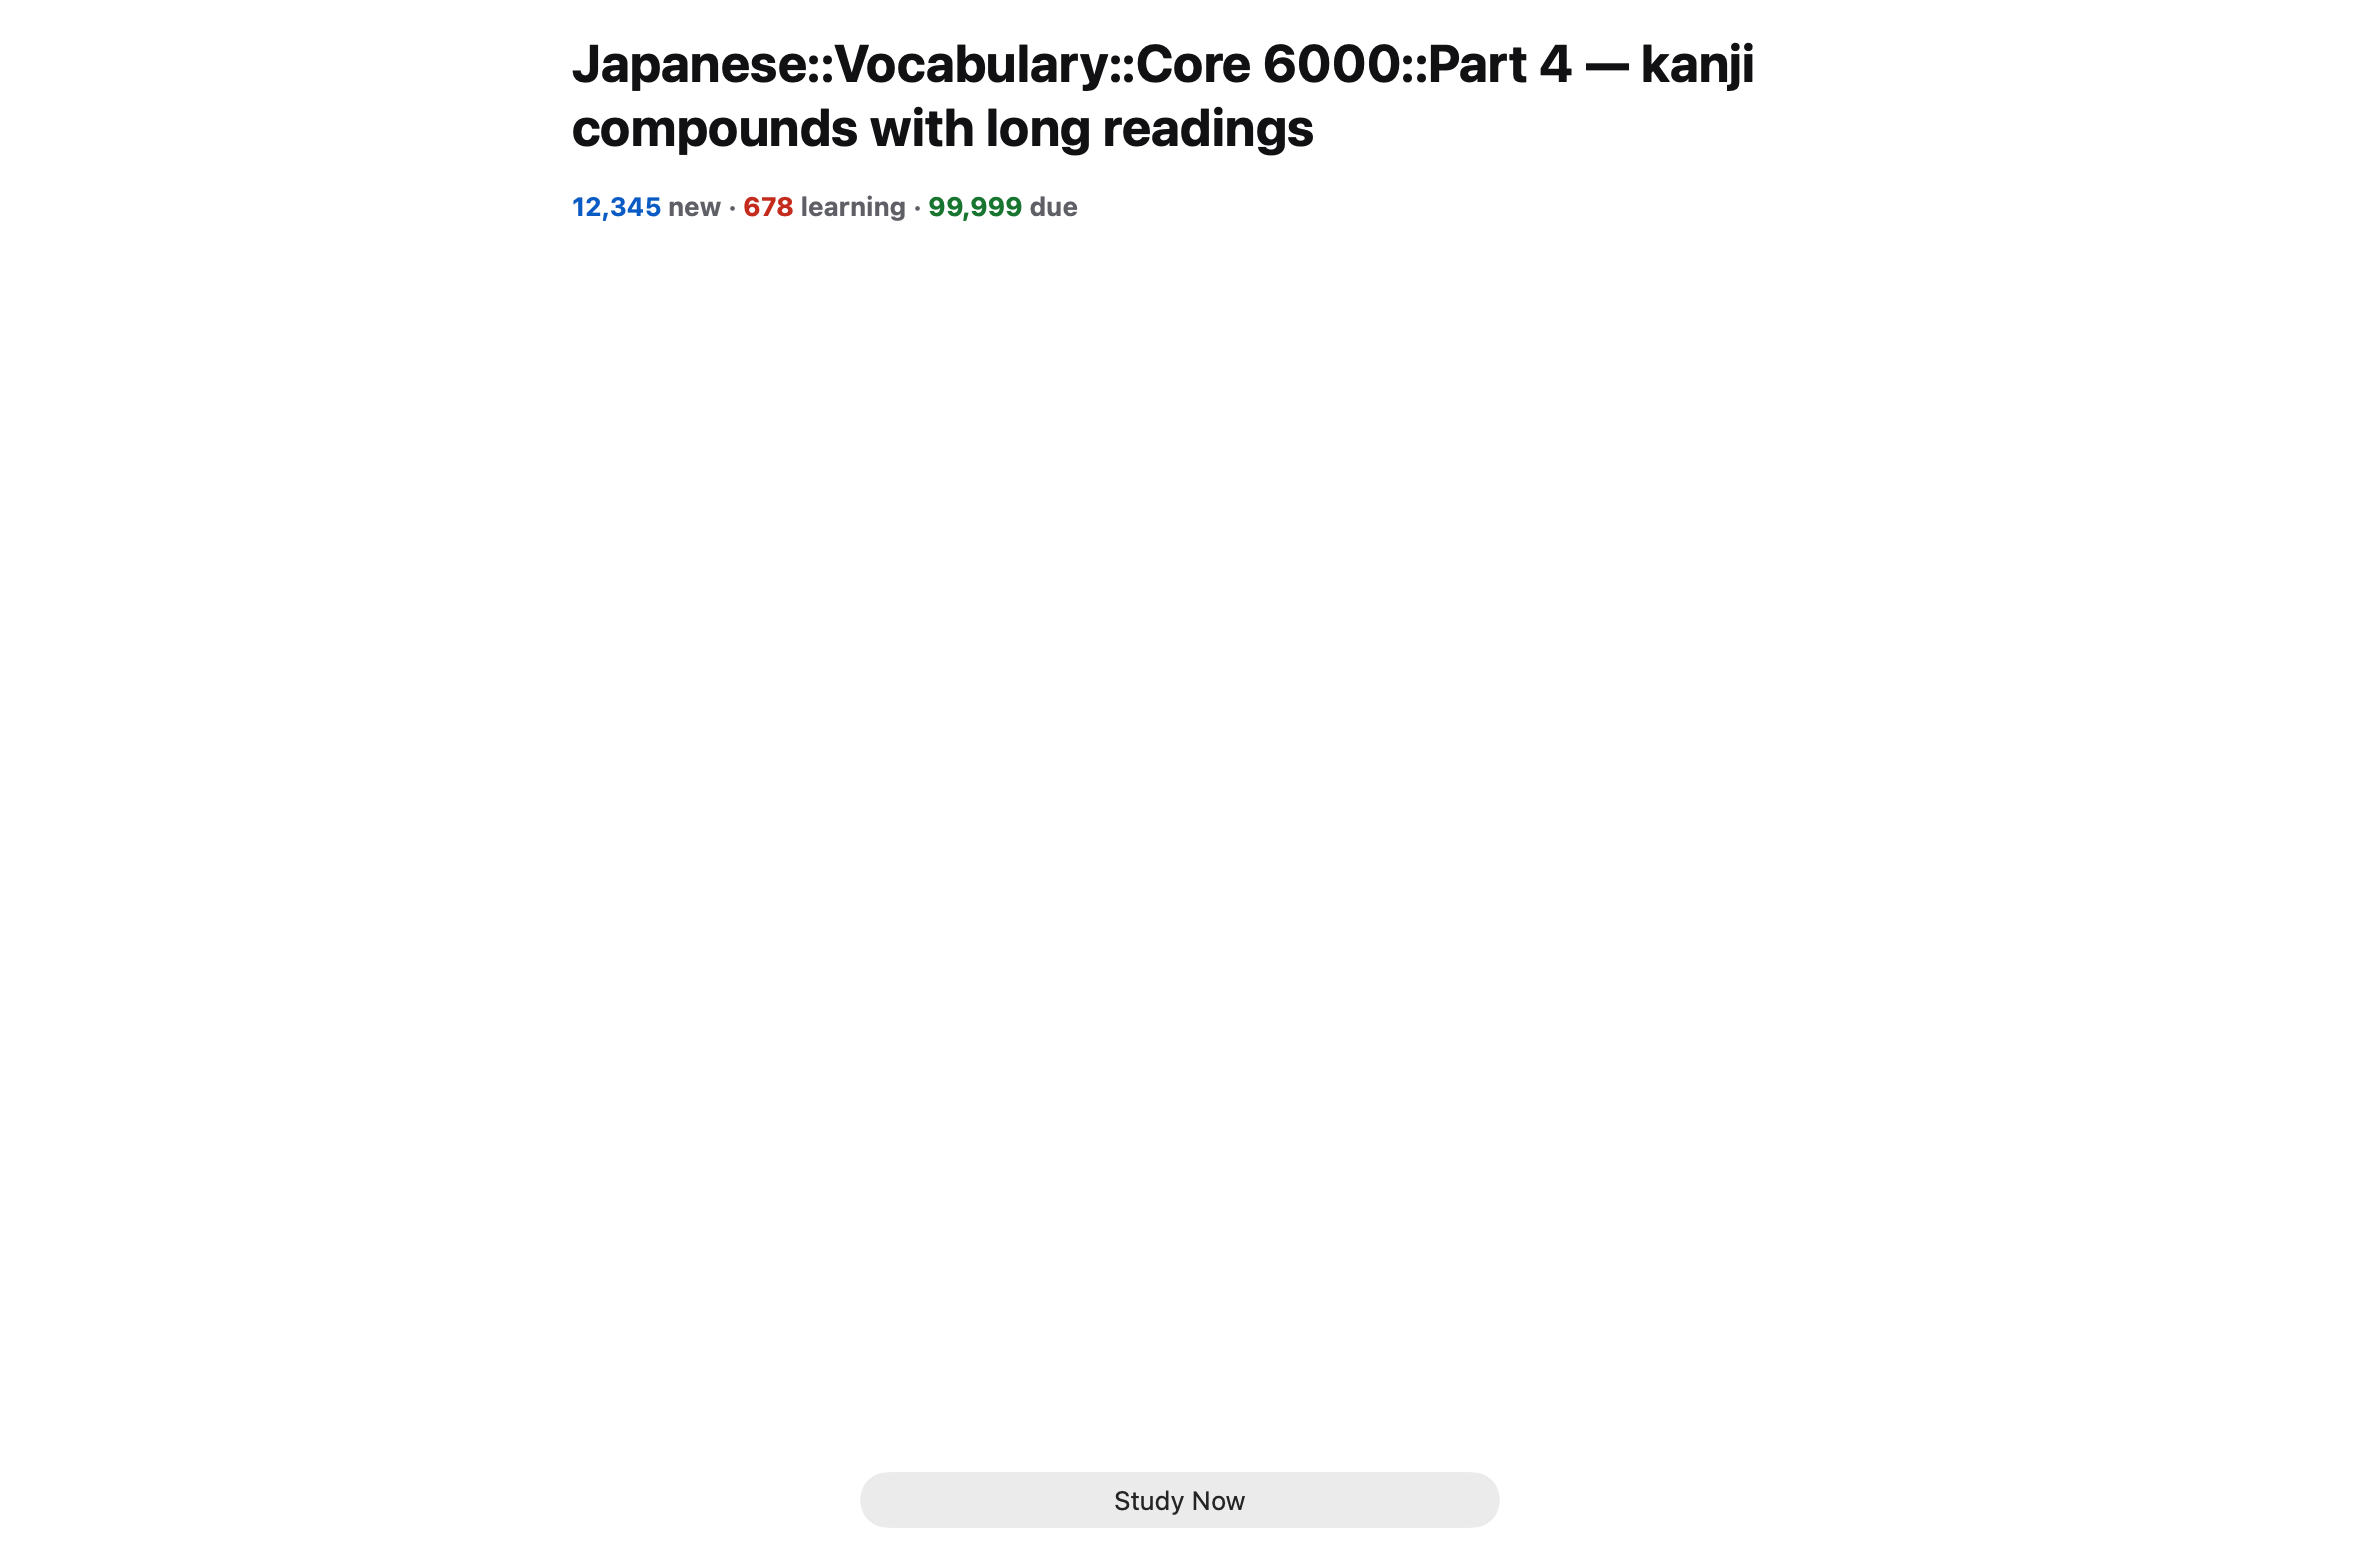 Japanese::Vocabulary::Core 6000::Part 4 — kanji
compounds with long readings
12,345 new · 678 learning · 99,999 due
Study Now